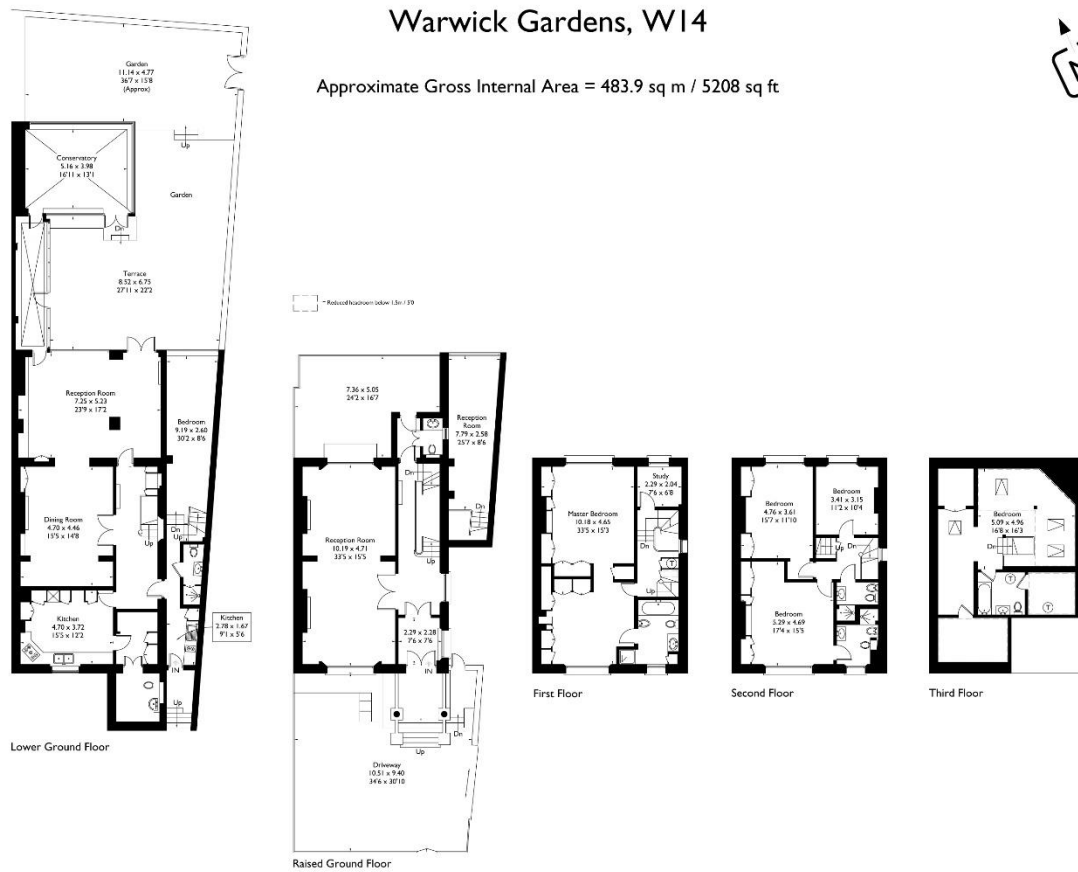 Warwick Gardens, W14
Approximate Gross Internal Area = 483.9 sq m / 5208 sq ft
N
Garden
11.14 x 4.77
36'7 x 15'8
(Approx)
Up
Conservatory
5.16 x 3.98
16'11 x 13'1
Garden
Dn
Terrace
8.52 x 6.75
27'11 x 22'2
Reception Room
7.25 x 5.23
23'9 x 17'2
Bedroom
9.19 x 2.60
30'2 x 8'6
Dining Room
4.70 x 4.46
15'5 x 14'8
Up
Dn
Up
Kitchen
4.70 x 3.72
15'5 x 12'2
Kitchen
2.78 x 1.67
9'1 x 5'6
IN
Up
Lower Ground Floor
= Reduced headroom below 1.5m / 5'0
7.36 x 5.05
24'2 x 16'7
Reception
Room
7.79 x 2.58
25'7 x 8'6
Dn
Dn
Reception Room
10.19 x 4.71
33'5 x 15'5
Up
2.29 x 2.28
7'6 x 7'6
IN
Dn
Up
Driveway
10.51 x 9.40
34'6 x 30'10
Raised Ground Floor
Study
2.29 x 2.04
7'6 x 6'8
Master Bedroom
10.18 x 4.65
33'5 x 15'3
Dn
T
Up
First Floor
Bedroom
4.76 x 3.61
15'7 x 11'10
Bedroom
3.41 x 3.15
11'2 x 10'4
Up
Dn
Bedroom
5.29 x 4.69
17'4 x 15'5
Second Floor
Bedroom
5.09 x 4.96
16'8 x 16'3
Dn
T
T
Third Floor